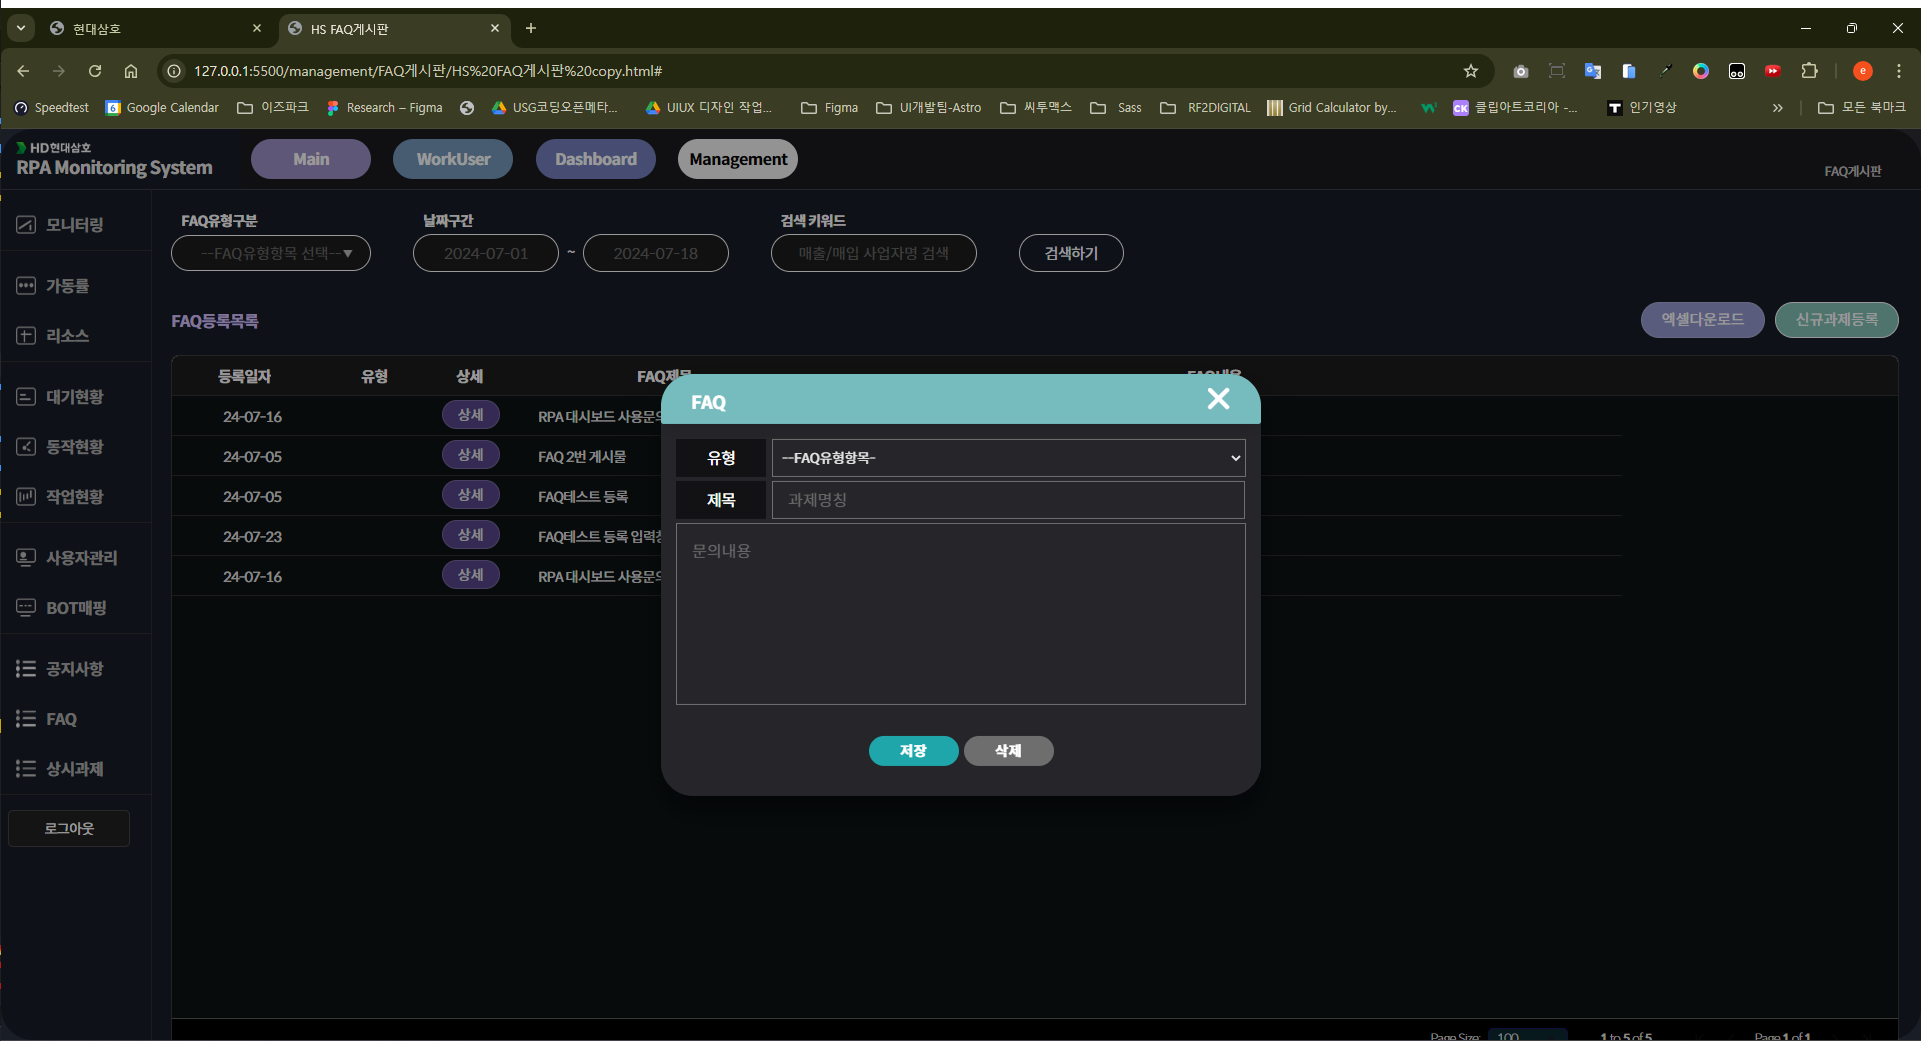 현대삼호
HS FAQ게시판
127.0.0.1:5500/management/FAQ게시판/HS%20FAQ게시판%20copy.html#
e
Speedtest
6 Google Calendar
이즈파크
Research – Figma
USG코딩오픈메타...
UIUX 디자인 작업...
Figma
UI개발팀-Astro
씨투맥스
Sass
RF2DIGITAL
Grid Calculator by...
CK 클립아트코리아 -...
T 인기영상
모든 북마크
HD현대삼호
RPA Monitoring System
Main
WorkUser
Dashboard
Management
FAQ게시판
모니터링
가동률
리소스
대기현황
동작현황
작업현황
사용자관리
BOT매핑
공지사항
FAQ
상시과제
로그아웃
FAQ유형구분
날짜구간
검색 키워드
--FAQ유형항목 선택--▼
2024-07-01
~
2024-07-18
매출/매입 사업자명 검색
검색하기
FAQ등록목록
엑셀다운로드
신규과제등록
등록일자 유형 상세 FAQ제목
24-07-16 상세 RPA 대시보드 사용문의
24-07-05 상세 FAQ 2번 게시물
24-07-05 상세 FAQ테스트 등록
24-07-23 상세 FAQ테스트 등록 입력창
24-07-16 상세 RPA 대시보드 사용문의
FAQ
유형
--FAQ유형항목-
제목
과제명칭
문의내용
저장
삭제
Page Size: 100 1 to 5 of 5 Page 1 of 1